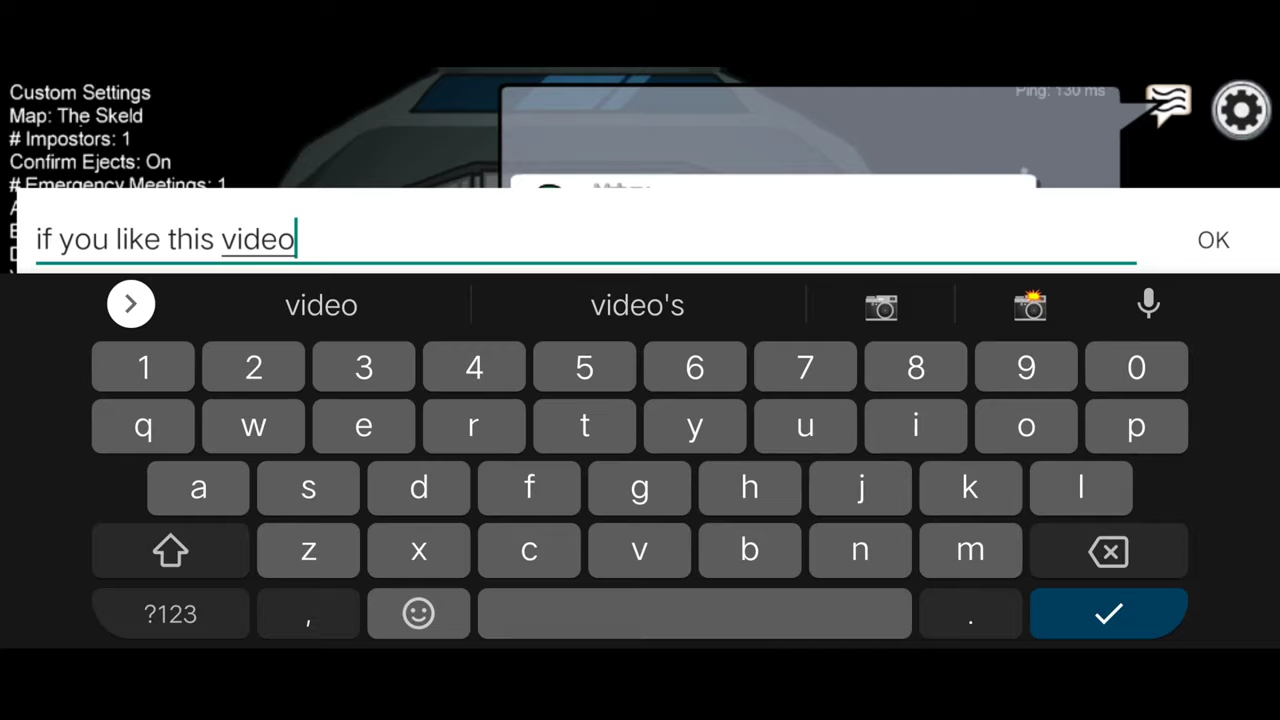 Custom Settings
Map: The Skeld
# Impostors: 1
Confirm Ejects: On
# Emergency Meetings: 1
Ping: 130 ms
if you like this video
OK
video video's
1 2 3 4 5 6 7 8 9 0
q w e r t y u i o p
a s d f g h j k l
z x c v b n m
?123 , .